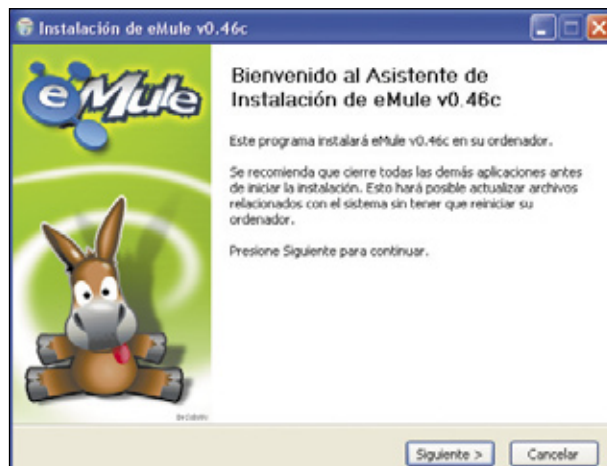 Instalación de eMule v0.46c
eMule
Bienvenido al Asistente de
Instalación de eMule v0.46c
Este programa instalará eMule v0.46c en su ordenador.
Se recomienda que cierre todas las demás aplicaciones antes
de iniciar la instalación. Esto hará posible actualizar archivos
relacionados con el sistema sin tener que reiniciar su
ordenador.
Presione Siguiente para continuar.
Siguiente >
Cancelar